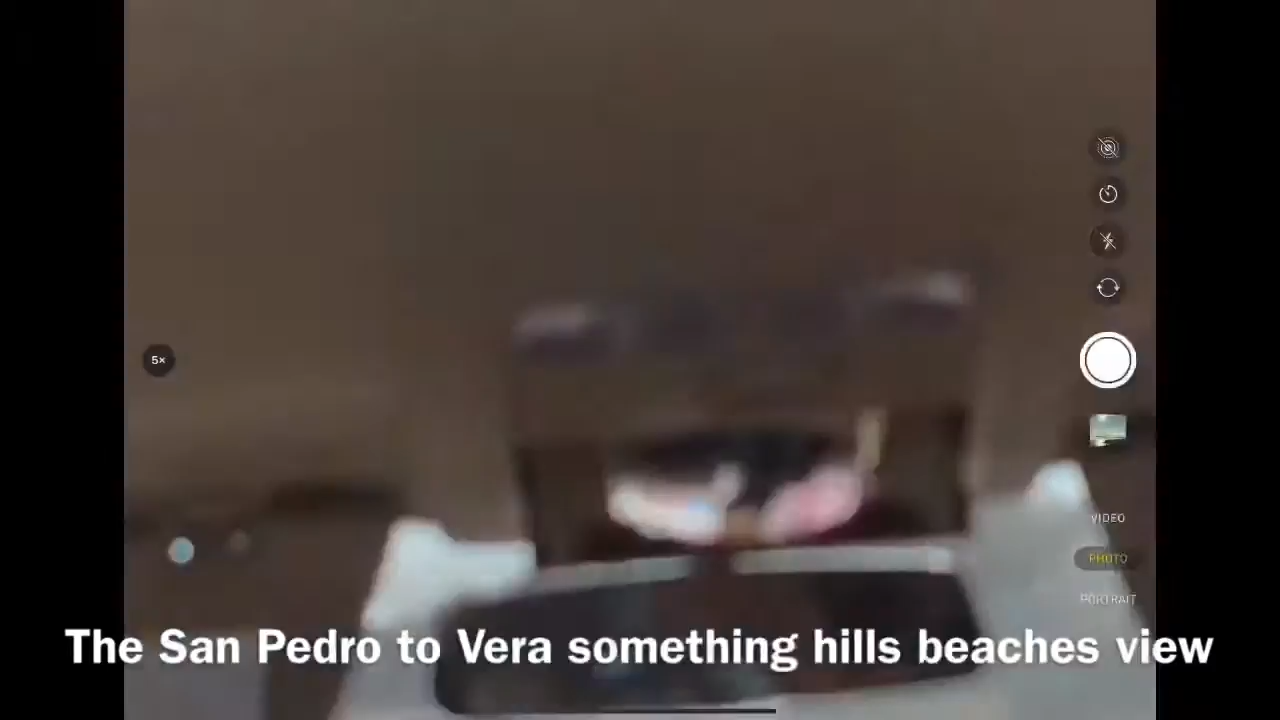 5×
VIDEO
PHOTO
PORTRAIT
The San Pedro to Vera something hills beaches view